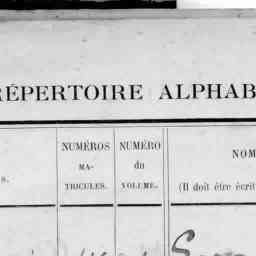 RÉPERTOIRE ALPHAB
NUMÉROS
MA-
TRICULES.
NUMÉRO
du
VOLUME.
NOM
(Il doit être écrit
s.